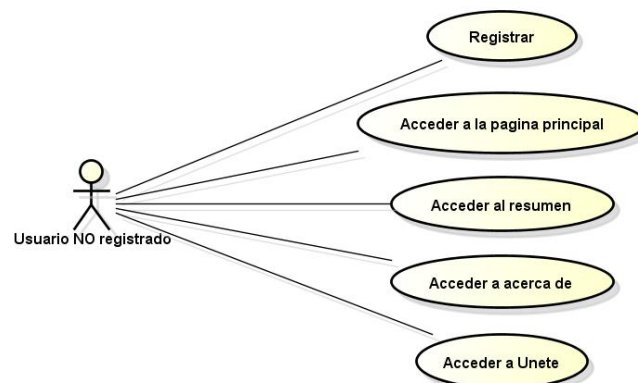 Registrar
Acceder a la pagina principal
Acceder al resumen
Usuario NO registrado
Acceder a acerca de
Acceder a Unete